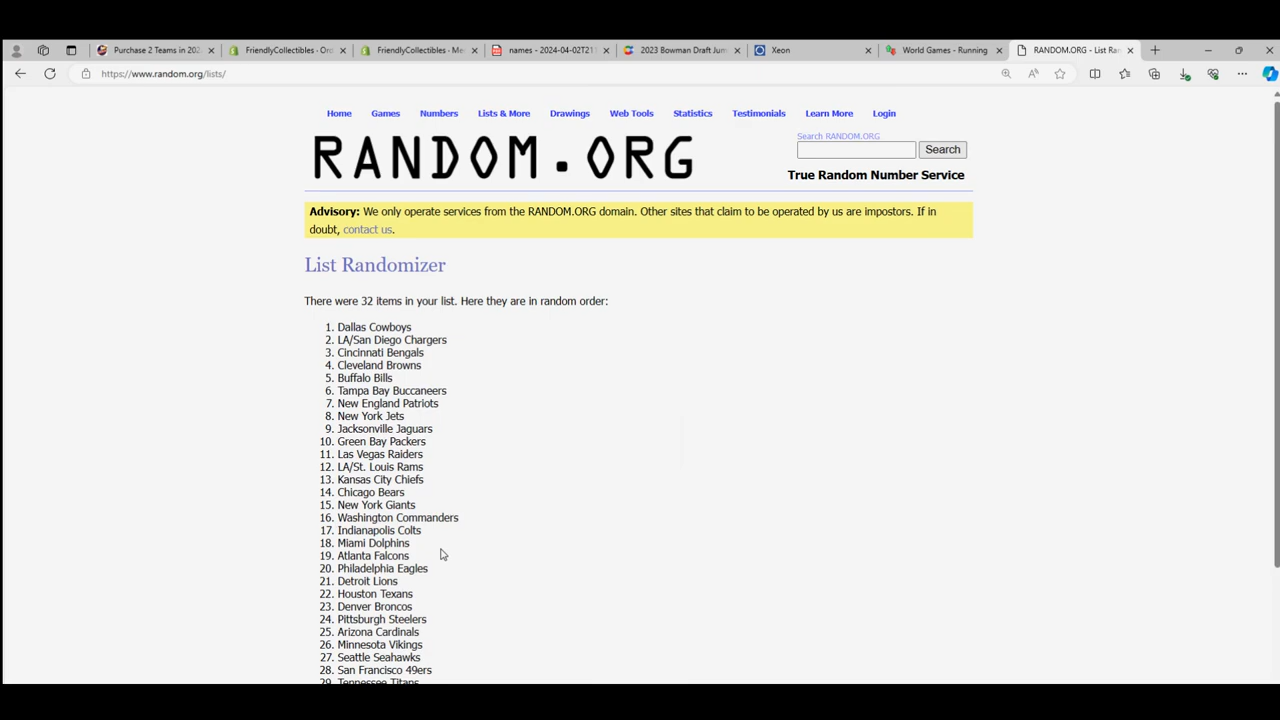 Purchase 2 Teams in 202
FriendlyCollectibles · Ord
FriendlyCollectibles · Me
names - 2024-04-02T21
2023 Bowman Draft Jum
Xeon
World Games - Running
RANDOM.ORG - List Ran
https://www.random.org/lists/
Home Games Numbers Lists & More Drawings Web Tools Statistics Testimonials Learn More Login
Search RANDOM.ORG
RANDOM.ORG
Search
True Random Number Service
Advisory: We only operate services from the RANDOM.ORG domain. Other sites that claim to be operated by us are impostors. If in
doubt, contact us.
List Randomizer
There were 32 items in your list. Here they are in random order:
1. Dallas Cowboys
2. LA/San Diego Chargers
3. Cincinnati Bengals
4. Cleveland Browns
5. Buffalo Bills
6. Tampa Bay Buccaneers
7. New England Patriots
8. New York Jets
9. Jacksonville Jaguars
10. Green Bay Packers
11. Las Vegas Raiders
12. LA/St. Louis Rams
13. Kansas City Chiefs
14. Chicago Bears
15. New York Giants
16. Washington Commanders
17. Indianapolis Colts
18. Miami Dolphins
19. Atlanta Falcons
20. Philadelphia Eagles
21. Detroit Lions
22. Houston Texans
23. Denver Broncos
24. Pittsburgh Steelers
25. Arizona Cardinals
26. Minnesota Vikings
27. Seattle Seahawks
28. San Francisco 49ers
29. Tennessee Titans